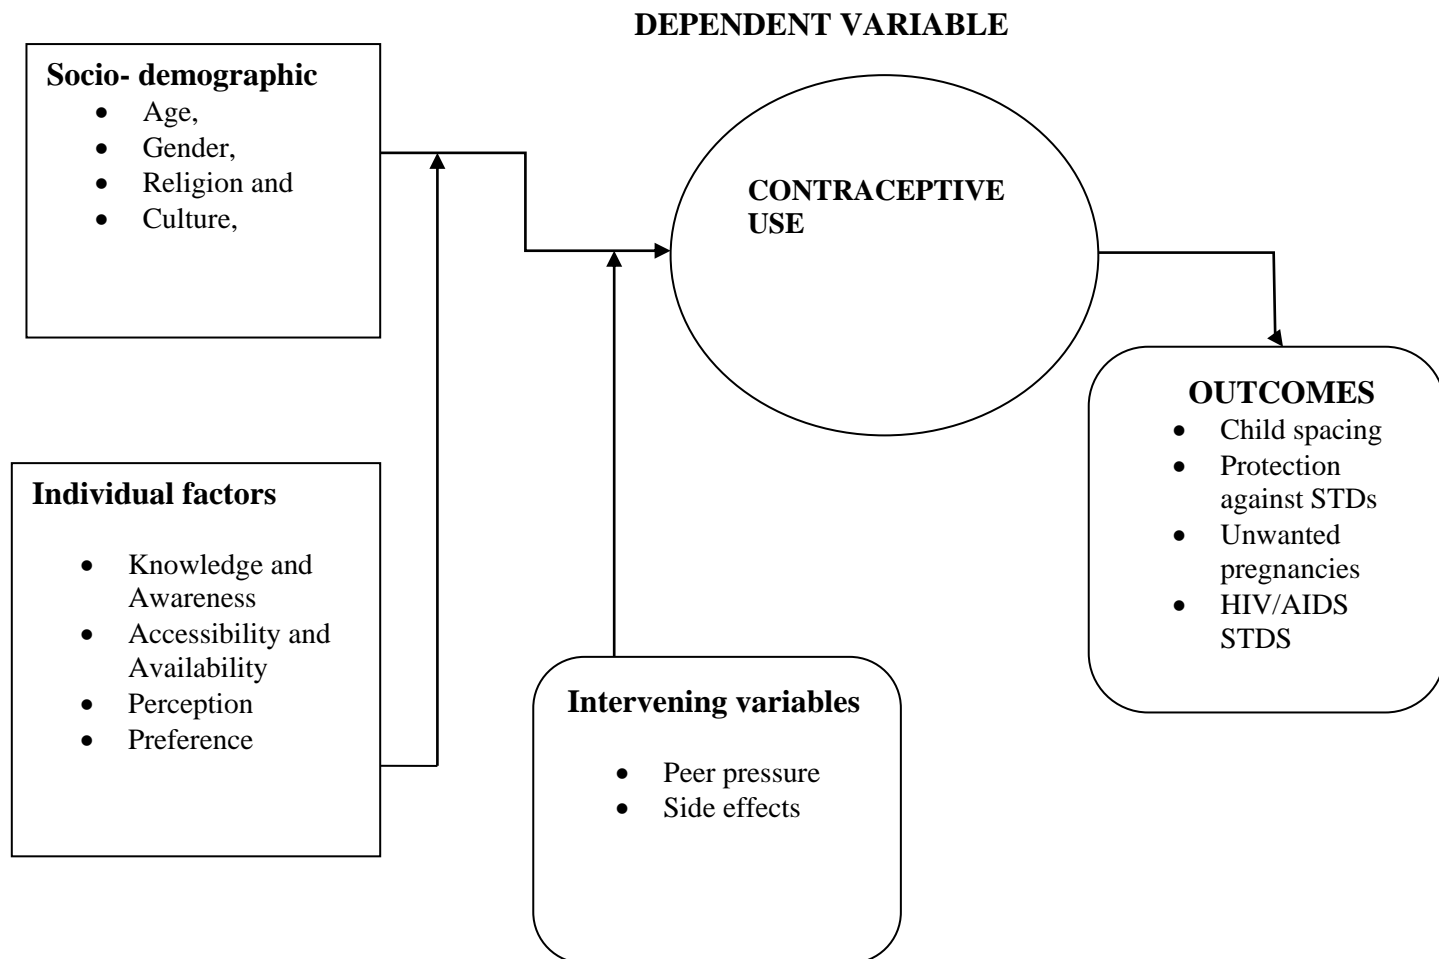 DEPENDENT VARIABLE
Socio- demographic
• Age,
• Gender,
• Religion and
• Culture,
CONTRACEPTIVE
USE
OUTCOMES
• Child spacing
• Protection
against STDs
• Unwanted
pregnancies
• HIV/AIDS
STDS
Individual factors
• Knowledge and
Awareness
• Accessibility and
Availability
• Perception
• Preference
Intervening variables
• Peer pressure
• Side effects